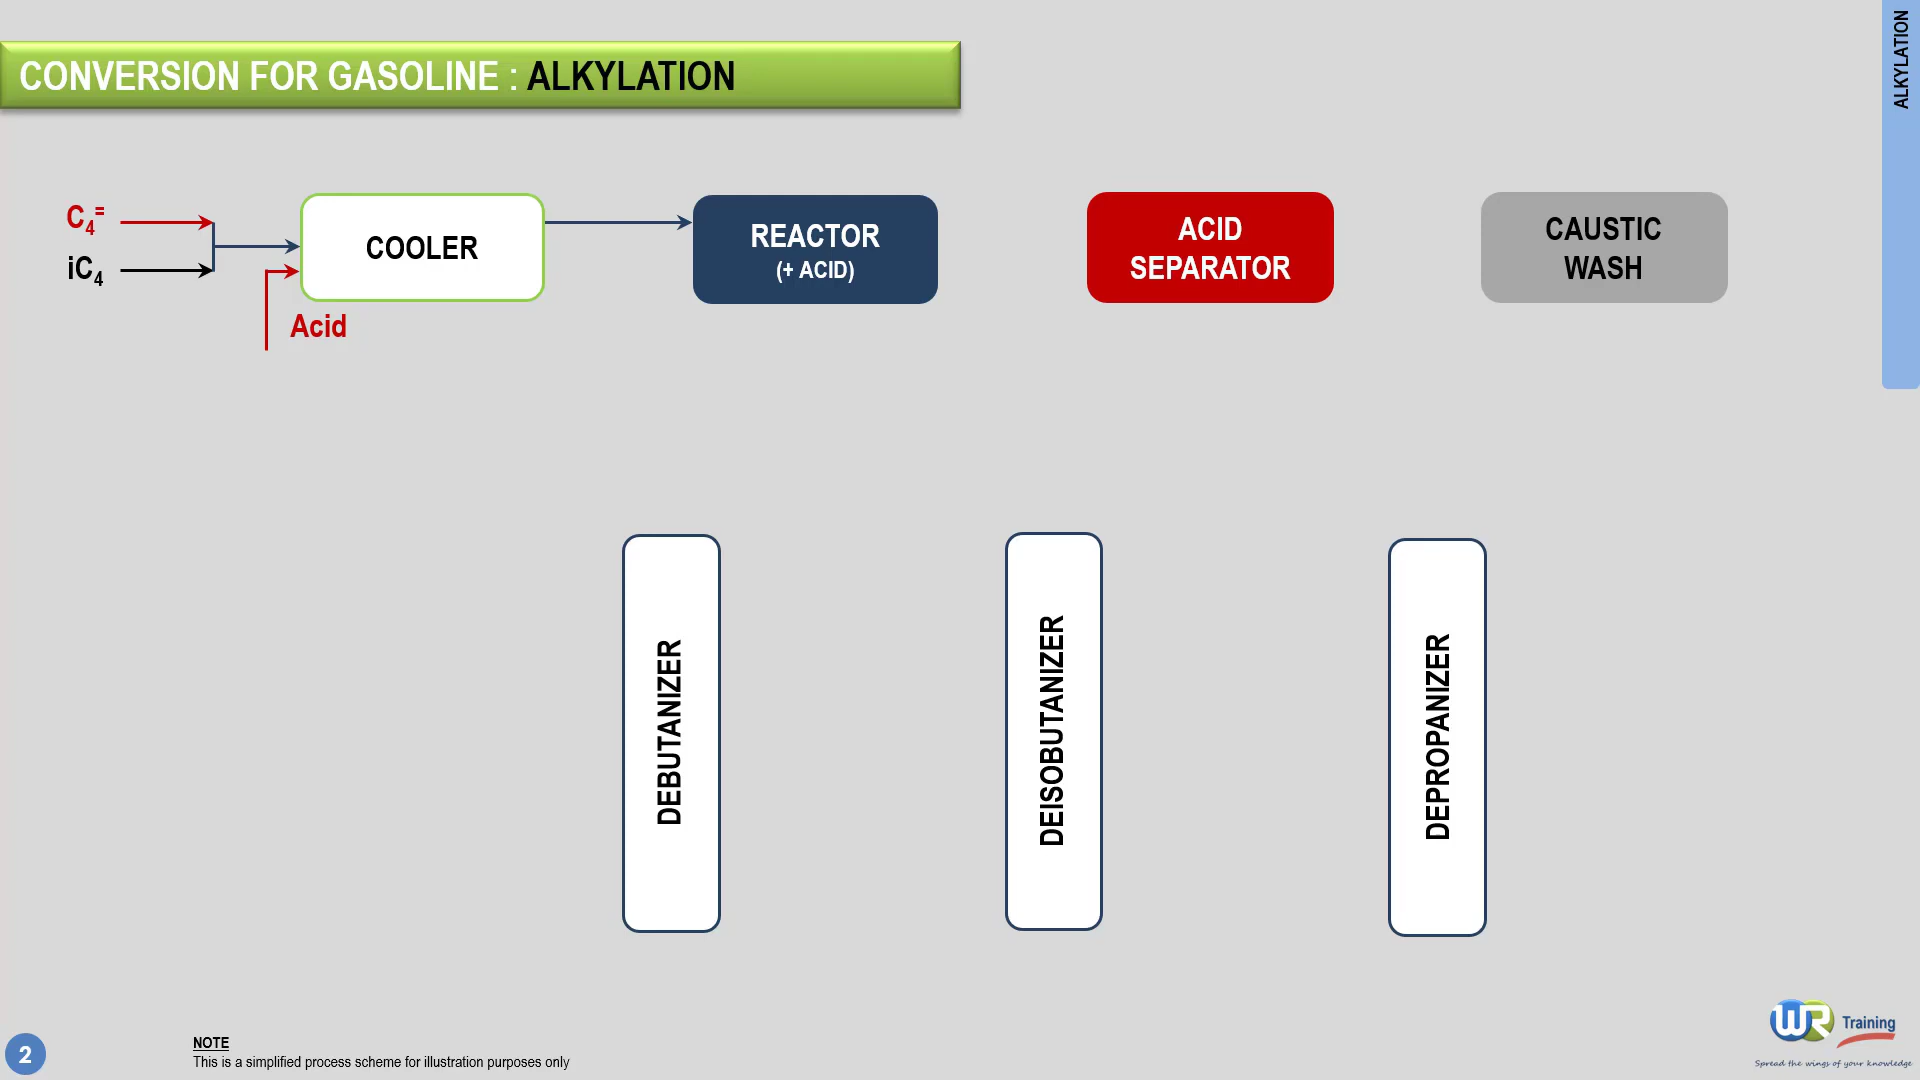 CONVERSION FOR GASOLINE : ALKYLATION
ALKYLATION
C4=
iC4
Acid
COOLER
REACTOR
(+ ACID)
ACID
SEPARATOR
CAUSTIC
WASH
DEBUTANIZER
DEISOBUTANIZER
DEPROPANIZER
2
NOTE
This is a simplified process scheme for illustration purposes only
WR Training
Spread the wings of your knowledge